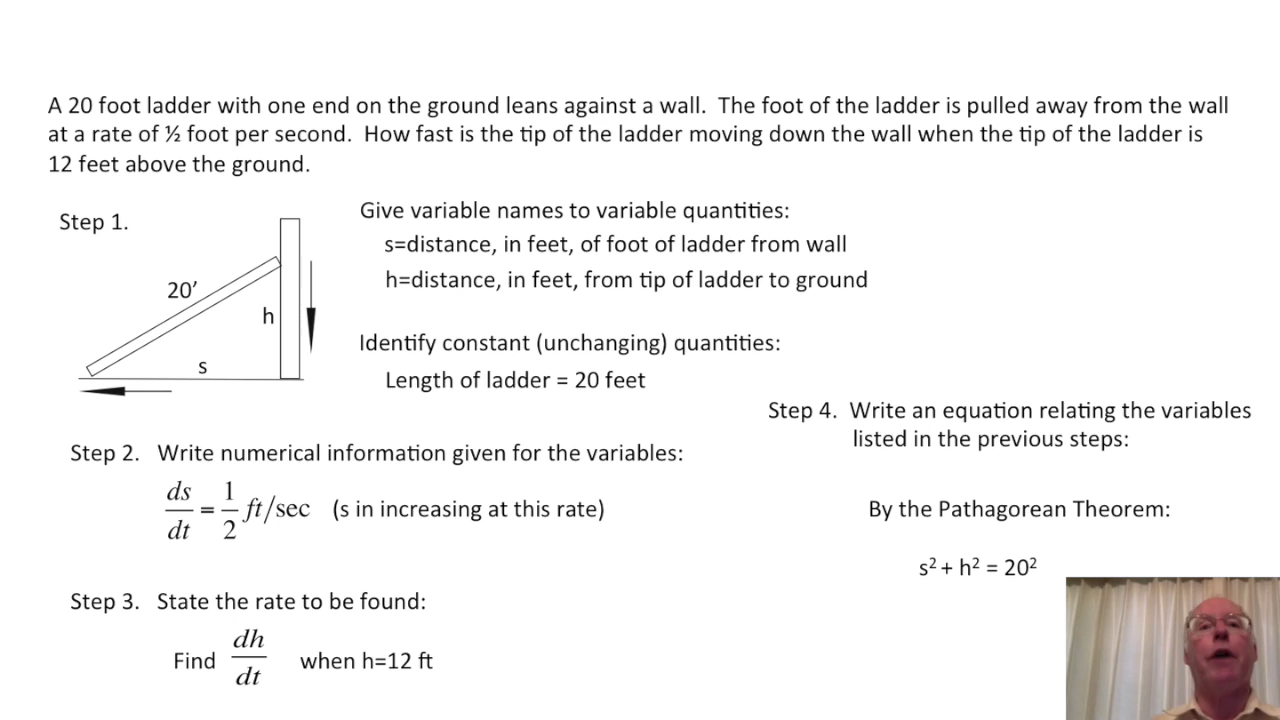 A 20 foot ladder with one end on the ground leans against a wall.  The foot of the ladder is pulled away from the wall
at a rate of ½ foot per second.  How fast is the tip of the ladder moving down the wall when the tip of the ladder is
12 feet above the ground.
Step 1.
20’
h
s
Give variable names to variable quantities:
s=distance, in feet, of foot of ladder from wall
h=distance, in feet, from tip of ladder to ground
Identify constant (unchanging) quantities:
Length of ladder = 20 feet
Step 2.  Write numerical information given for the variables:
ds/dt = 1/2 ft/sec  (s in increasing at this rate)
Step 3.  State the rate to be found:
Find dh/dt when h=12 ft
Step 4.  Write an equation relating the variables
listed in the previous steps:
By the Pathagorean Theorem:
s² + h² = 20²